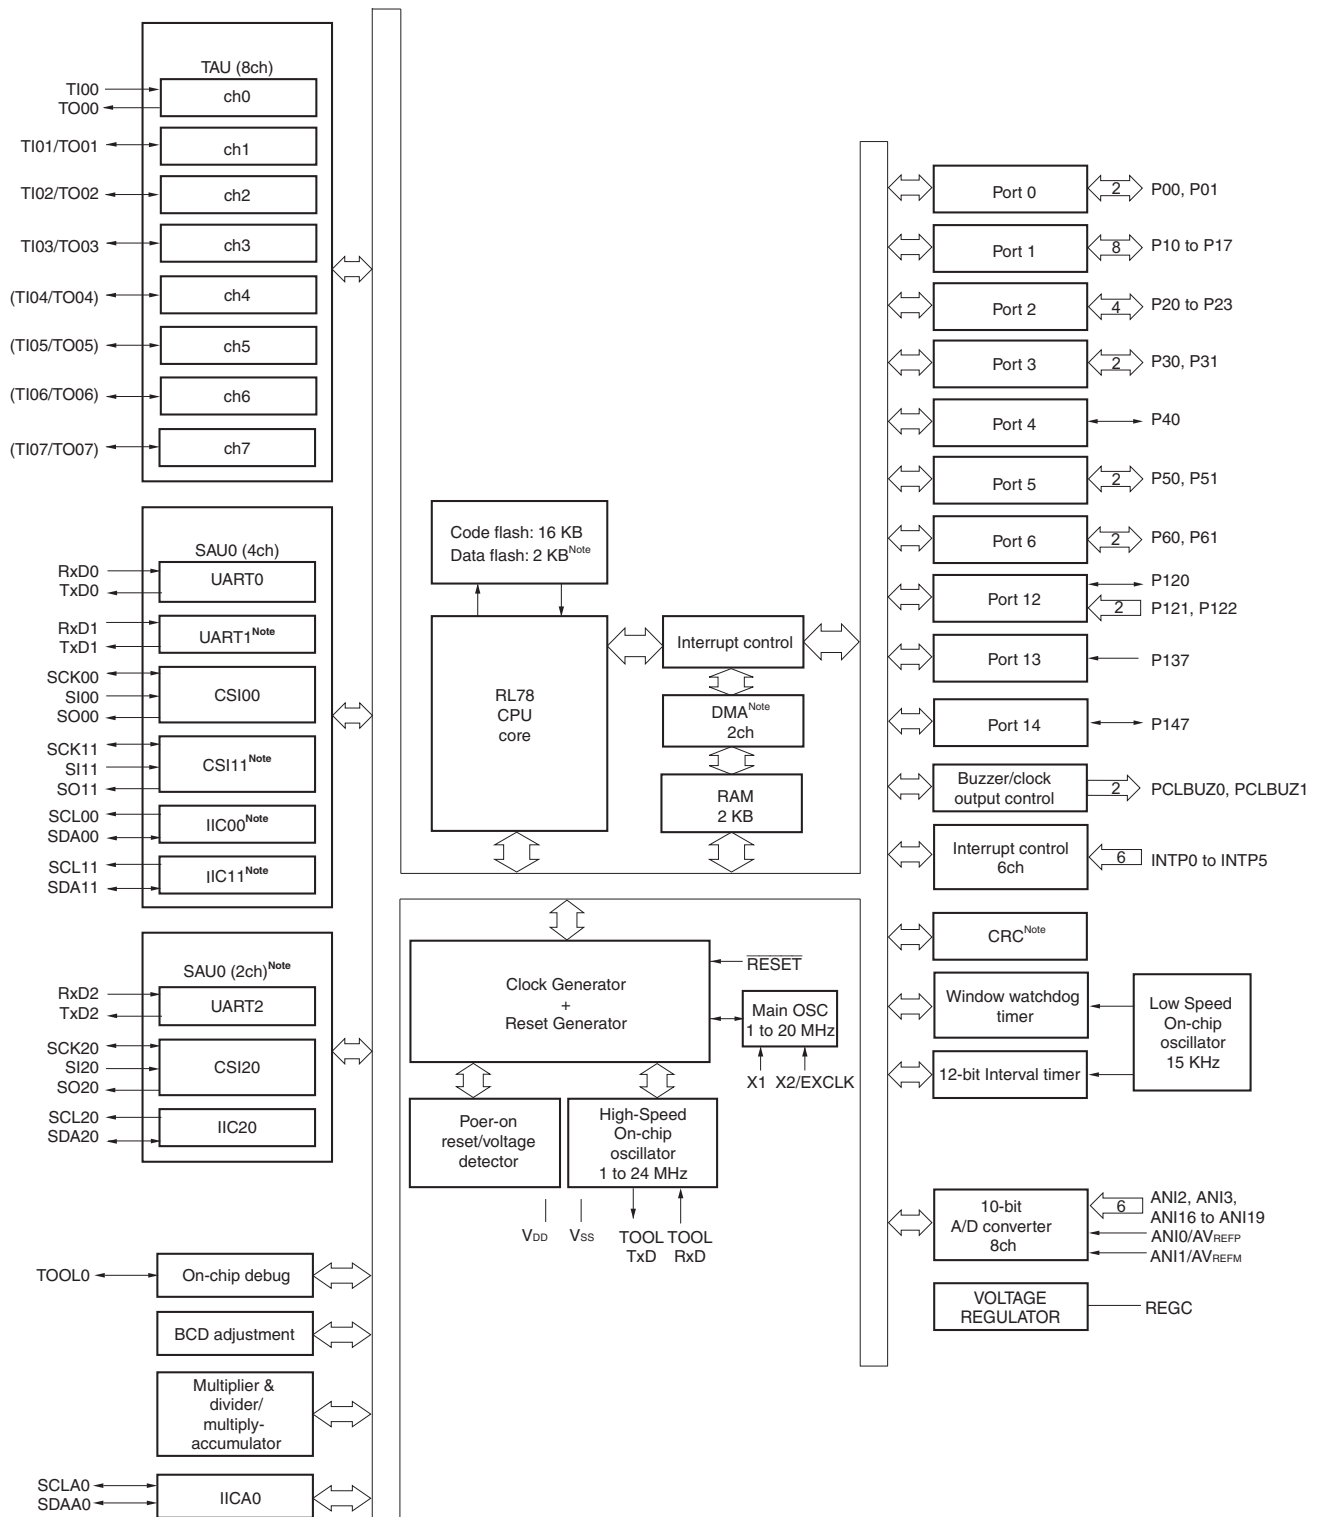 TAU (8ch)
TI00
TO00
ch0
TI01/TO01
ch1
TI02/TO02
ch2
TI03/TO03
ch3
(TI04/TO04)
ch4
(TI05/TO05)
ch5
(TI06/TO06)
ch6
(TI07/TO07)
ch7
SAU0 (4ch)
RxD0
TxD0
UART0
RxD1
TxD1
UART1Note
SCK00
SI00
SO00
CSI00
SCK11
SI11
SO11
CSI11Note
SCL00
SDA00
IIC00Note
SCL11
SDA11
IIC11Note
SAU0 (2ch)Note
RxD2
TxD2
UART2
SCK20
SI20
SO20
CSI20
SCL20
SDA20
IIC20
TOOL0
On-chip debug
BCD adjustment
Multiplier &
divider/
multiply-
accumulator
SCLA0
SDAA0
IICA0
Code flash: 16 KB
Data flash: 2 KBNote
RL78
CPU
core
Interrupt control
DMANote
2ch
RAM
2 KB
Clock Generator
+
Reset Generator
RESET
Main OSC
1 to 20 MHz
X1 X2/EXCLK
Poer-on
reset/voltage
detector
High-Speed
On-chip
oscillator
1 to 24 MHz
VDD
VSS
TOOL
TxD
TOOL
RxD
Port 0
2
P00, P01
Port 1
8
P10 to P17
Port 2
4
P20 to P23
Port 3
2
P30, P31
Port 4
P40
Port 5
2
P50, P51
Port 6
2
P60, P61
Port 12
P120
2
P121, P122
Port 13
P137
Port 14
P147
Buzzer/clock
output control
2
PCLBUZ0, PCLBUZ1
Interrupt control
6ch
6
INTP0 to INTP5
CRCNote
Window watchdog
timer
12-bit Interval timer
Low Speed
On-chip
oscillator
15 KHz
10-bit
A/D converter
8ch
6
ANI2, ANI3,
ANI16 to ANI19
ANI0/AVREFP
ANI1/AVREFM
VOLTAGE
REGULATOR
REGC